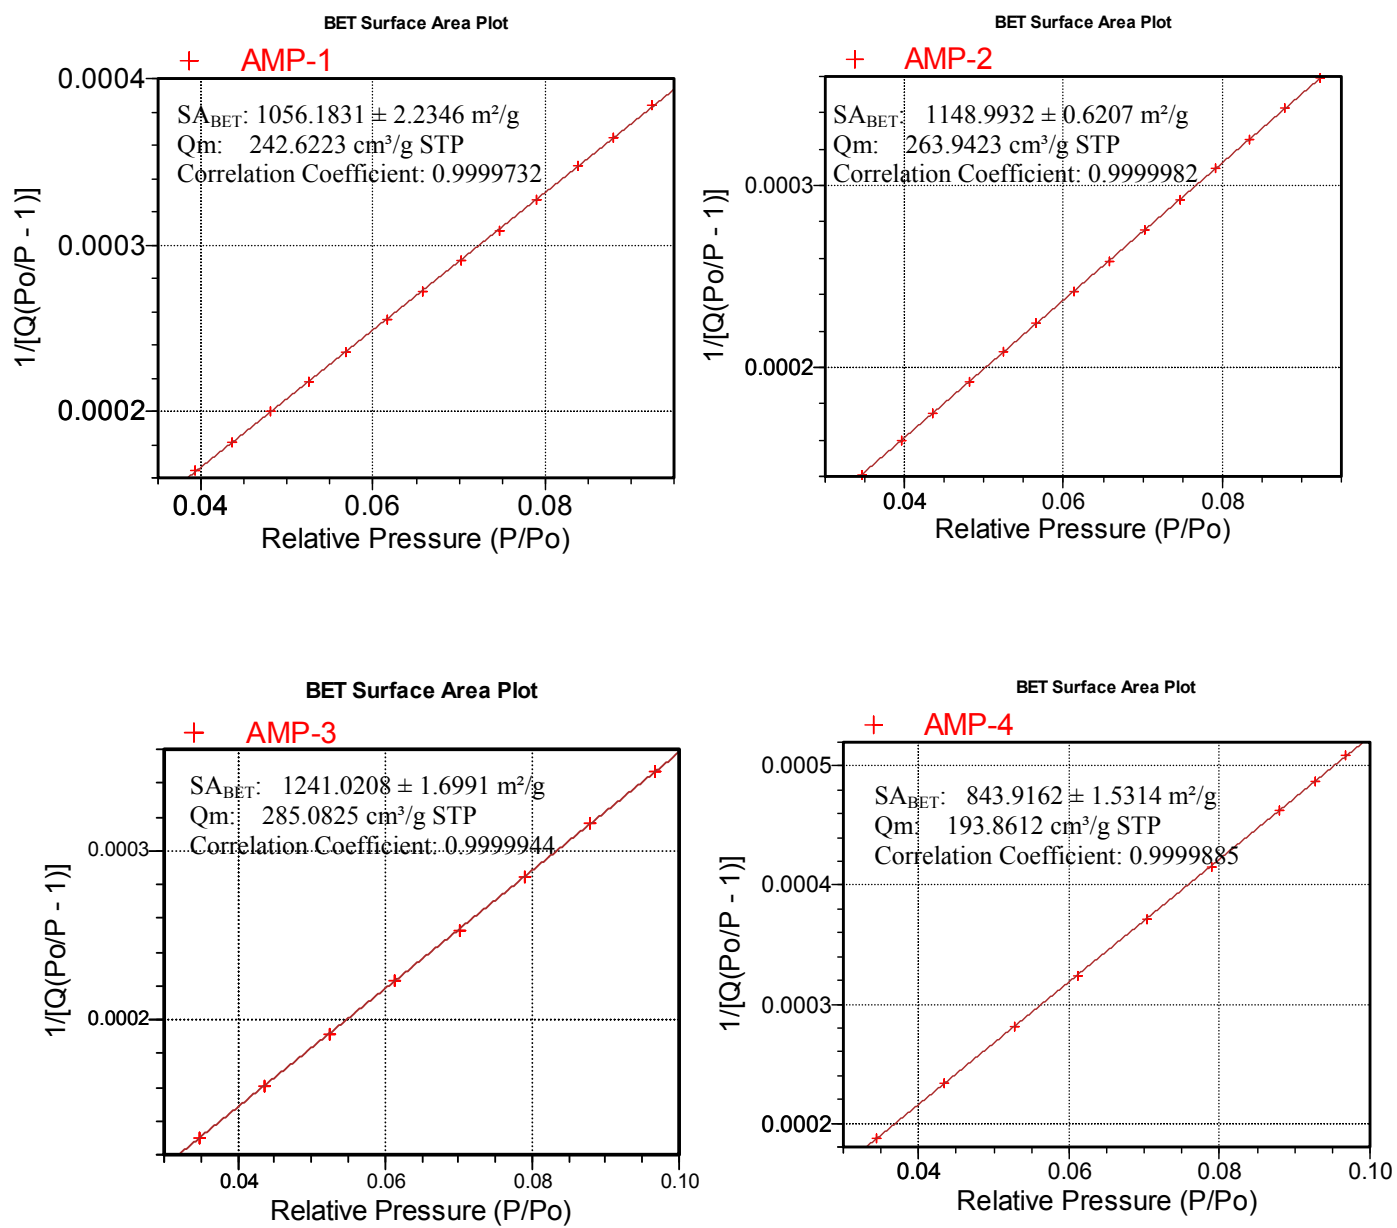 BET Surface Area Plot
AMP-1
SA_BET: 1056.1831 ± 2.2346 m²/g
Qm: 242.6223 cm³/g STP
Correlation Coefficient: 0.9999732
1/[Q(Po/P - 1)]
0.0004
0.0003
0.0002
0.04 0.06 0.08
Relative Pressure (P/Po)
BET Surface Area Plot
AMP-2
SA_BET: 1148.9932 ± 0.6207 m²/g
Qm: 263.9423 cm³/g STP
Correlation Coefficient: 0.9999982
1/[Q(Po/P - 1)]
0.0003
0.0002
0.04 0.06 0.08
Relative Pressure (P/Po)
BET Surface Area Plot
AMP-3
SA_BET: 1241.0208 ± 1.6991 m²/g
Qm: 285.0825 cm³/g STP
Correlation Coefficient: 0.9999944
1/[Q(Po/P - 1)]
0.0003
0.0002
0.04 0.06 0.08 0.10
Relative Pressure (P/Po)
BET Surface Area Plot
AMP-4
SA_BET: 843.9162 ± 1.5314 m²/g
Qm: 193.8612 cm³/g STP
Correlation Coefficient: 0.9999885
1/[Q(Po/P - 1)]
0.0005
0.0004
0.0003
0.0002
0.04 0.06 0.08 0.10
Relative Pressure (P/Po)